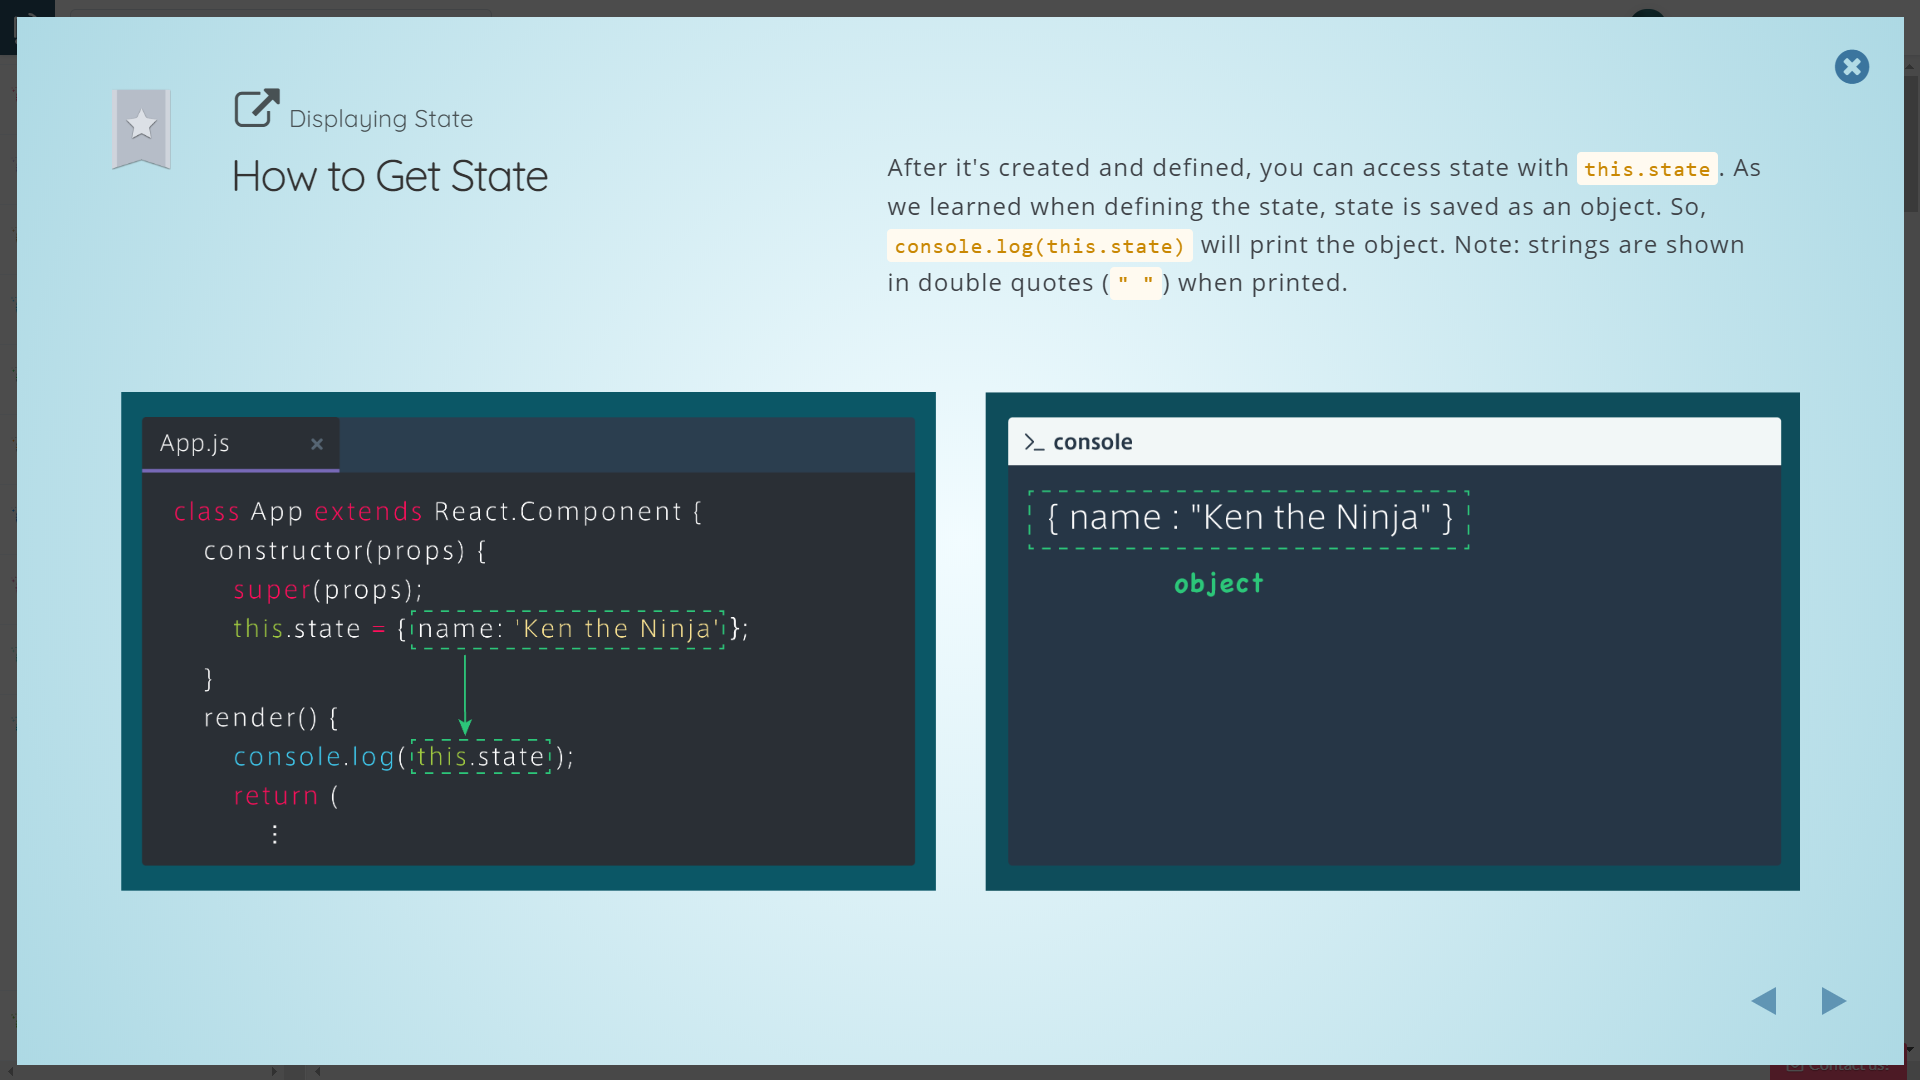 Displaying State
How to Get State
After it's created and defined, you can access state with this.state. As
we learned when defining the state, state is saved as an object. So,
console.log(this.state) will print the object. Note: strings are shown
in double quotes (" ") when printed.
App.js ×
class App extends React.Component {
constructor(props) {
super(props);
this.state = {name: 'Ken the Ninja'};
}
render() {
console.log(this.state);
return (
⋮
>_ console
{ name : "Ken the Ninja" }
object
Contact us!